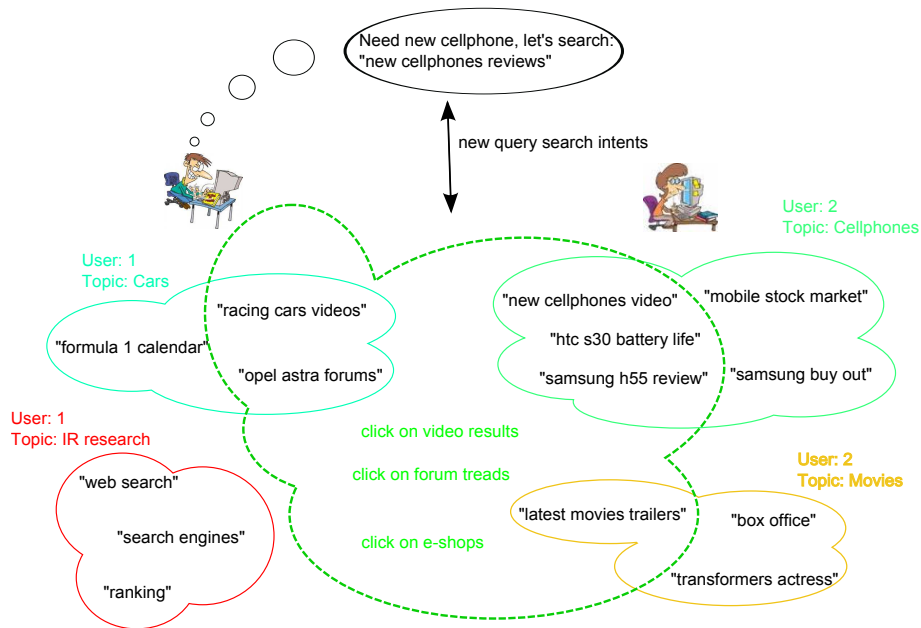 Need new cellphone, let's search:
"new cellphones reviews"
new query search intents
User: 2
Topic: Cellphones
User: 1
Topic: Cars
"racing cars videos"
"formula 1 calendar"
"opel astra forums"
"new cellphones video"
"mobile stock market"
"htc s30 battery life"
"samsung h55 review"
"samsung buy out"
User: 1
Topic: IR research
"web search"
"search engines"
"ranking"
click on video results
click on forum treads
click on e-shops
User: 2
Topic: Movies
"latest movies trailers"
"box office"
"transformers actress"